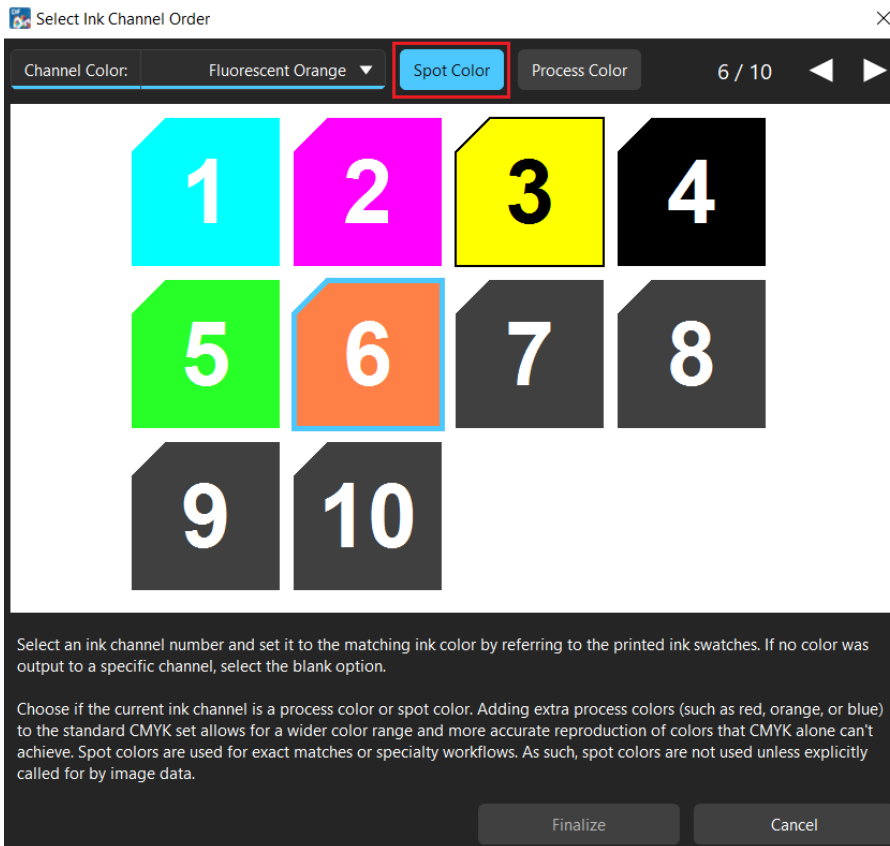 Select Ink Channel Order
Channel Color: Fluorescent Orange Spot Color Process Color 6 / 10
1 2 3 4
5 6 7 8
9 10
Select an ink channel number and set it to the matching ink color by referring to the printed ink swatches. If no color was
output to a specific channel, select the blank option.
Choose if the current ink channel is a process color or spot color. Adding extra process colors (such as red, orange, or blue)
to the standard CMYK set allows for a wider color range and more accurate reproduction of colors that CMYK alone can't
achieve. Spot colors are used for exact matches or specialty workflows. As such, spot colors are not used unless explicitly
called for by image data.
Finalize Cancel